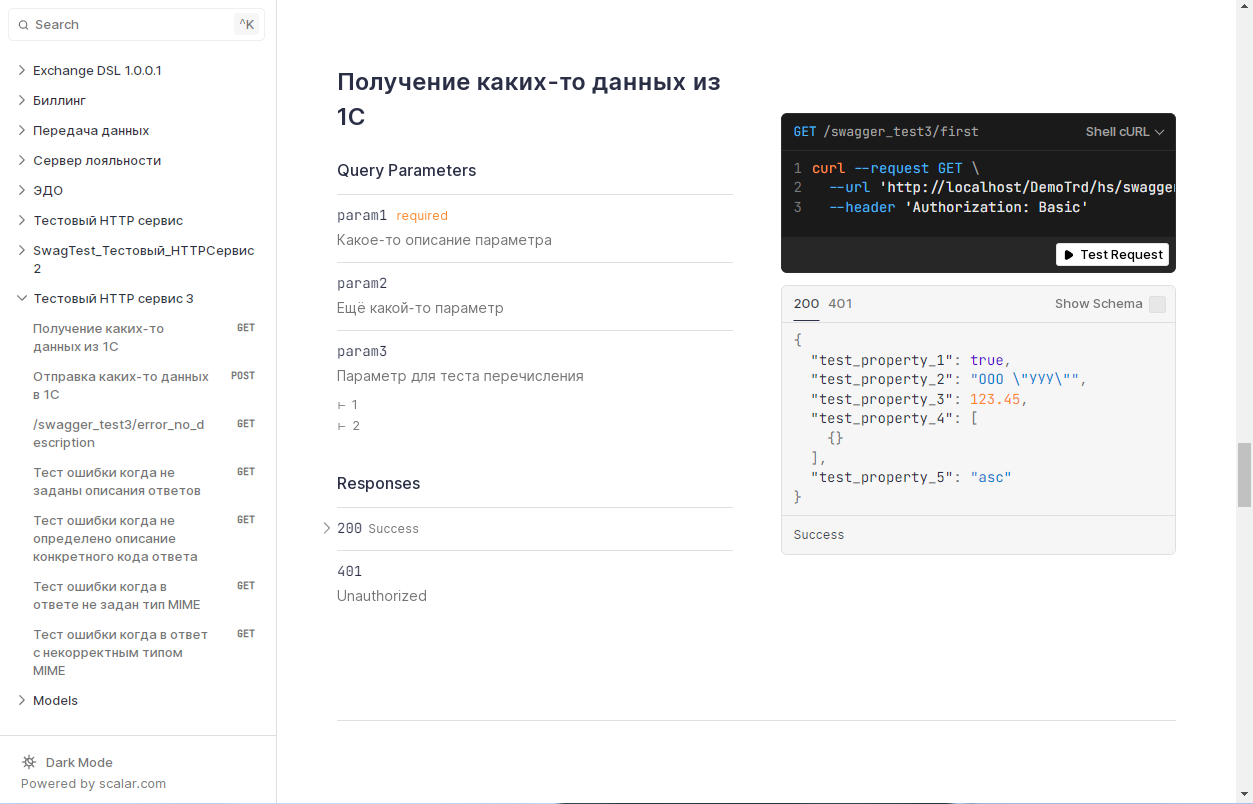 Search
^K
Exchange DSL 1.0.0.1
Биллинг
Передача данных
Сервер лояльности
ЭДО
Тестовый HTTP сервис
SwagTest_Тестовый_HTTPСервис
2
Тестовый HTTP сервис 3
Получение каких-то GET
данных из 1С
Отправка каких-то данных POST
в 1С
/swagger_test3/error_no_d GET
escription
Тест ошибки когда не GET
заданы описания ответов
Тест ошибки когда не GET
определено описание
конкретного кода ответа
Тест ошибки когда в GET
ответе не задан тип MIME
Тест ошибки когда в ответ GET
с некорректным типом
MIME
Models
Dark Mode
Powered by scalar.com
Получение каких-то данных из
1С
Query Parameters
param1 required
Какое-то описание параметра
param2
Ещё какой-то параметр
param3
Параметр для теста перечисления
⊢ 1
⊢ 2
Responses
200 Success
401
Unauthorized
GET /swagger_test3/first Shell cURL
1 curl --request GET \
2 --url 'http://localhost/DemoTrd/hs/swagger
3 --header 'Authorization: Basic'
Test Request
200 401 Show Schema
{
"test_property_1": true,
"test_property_2": "ООО \"УУУ\"",
"test_property_3": 123.45,
"test_property_4": [
{}
],
"test_property_5": "asc"
}
Success